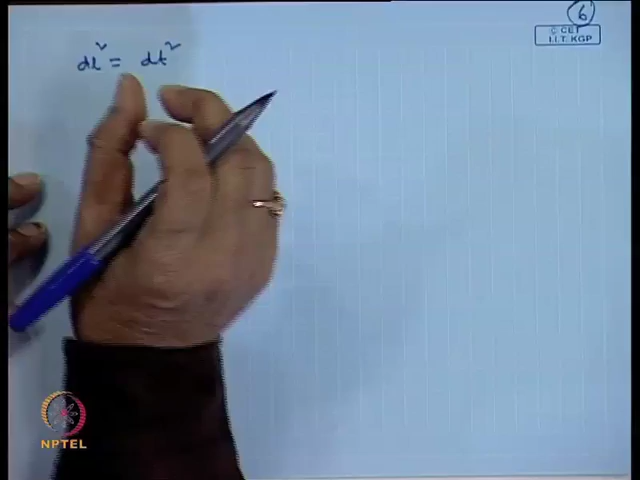 6
© CET
I.I.T. KGP
dl² = dt²
NPTEL